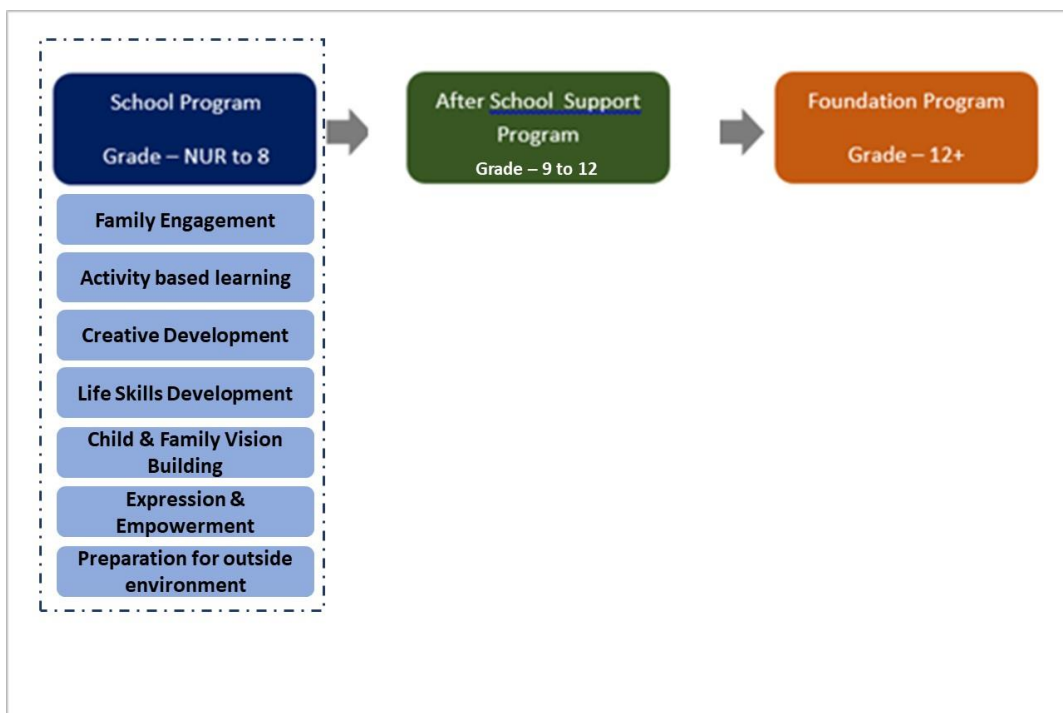 School Program
Grade – NUR to 8
Family Engagement
Activity based learning
Creative Development
Life Skills Development
Child & Family Vision
Building
Expression &
Empowerment
Preparation for outside
environment
After School Support
Program
Grade – 9 to 12
Foundation Program
Grade – 12+